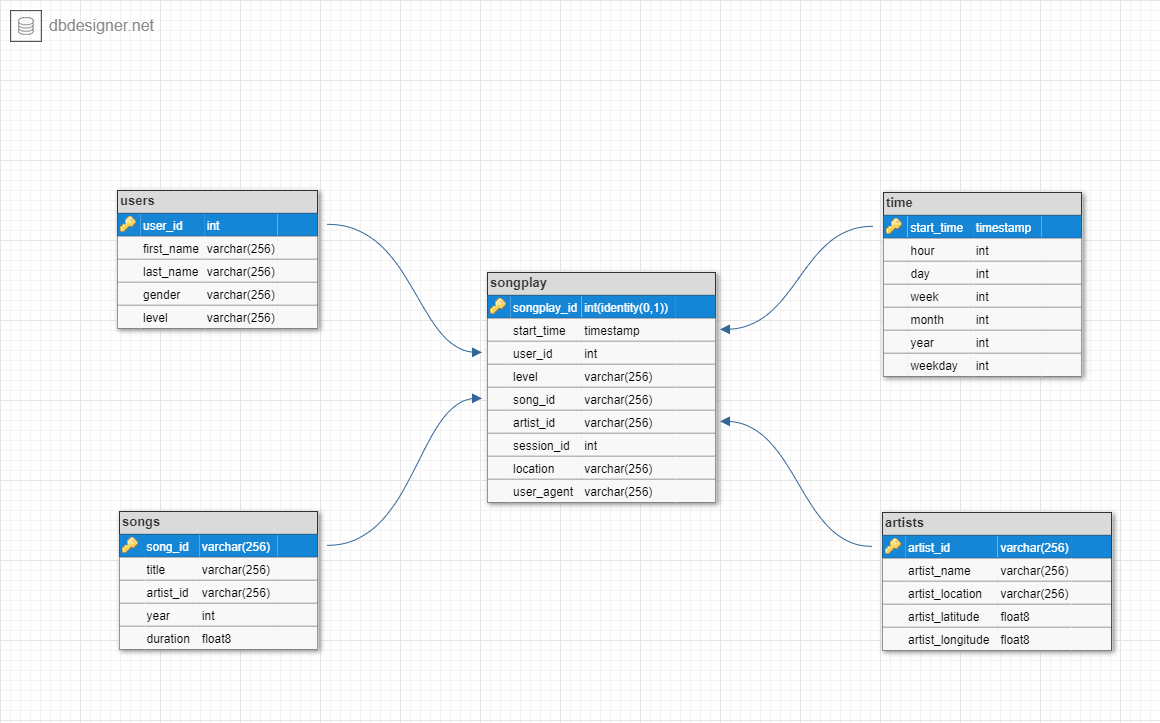 dbdesigner.net
users
user_id int
first_name varchar(256)
last_name varchar(256)
gender varchar(256)
level varchar(256)
songplay
songplay_id int(identity(0,1))
start_time timestamp
user_id int
level varchar(256)
song_id varchar(256)
artist_id varchar(256)
session_id int
location varchar(256)
user_agent varchar(256)
time
start_time timestamp
hour int
day int
week int
month int
year int
weekday int
songs
song_id varchar(256)
title varchar(256)
artist_id varchar(256)
year int
duration float8
artists
artist_id varchar(256)
artist_name varchar(256)
artist_location varchar(256)
artist_latitude float8
artist_longitude float8